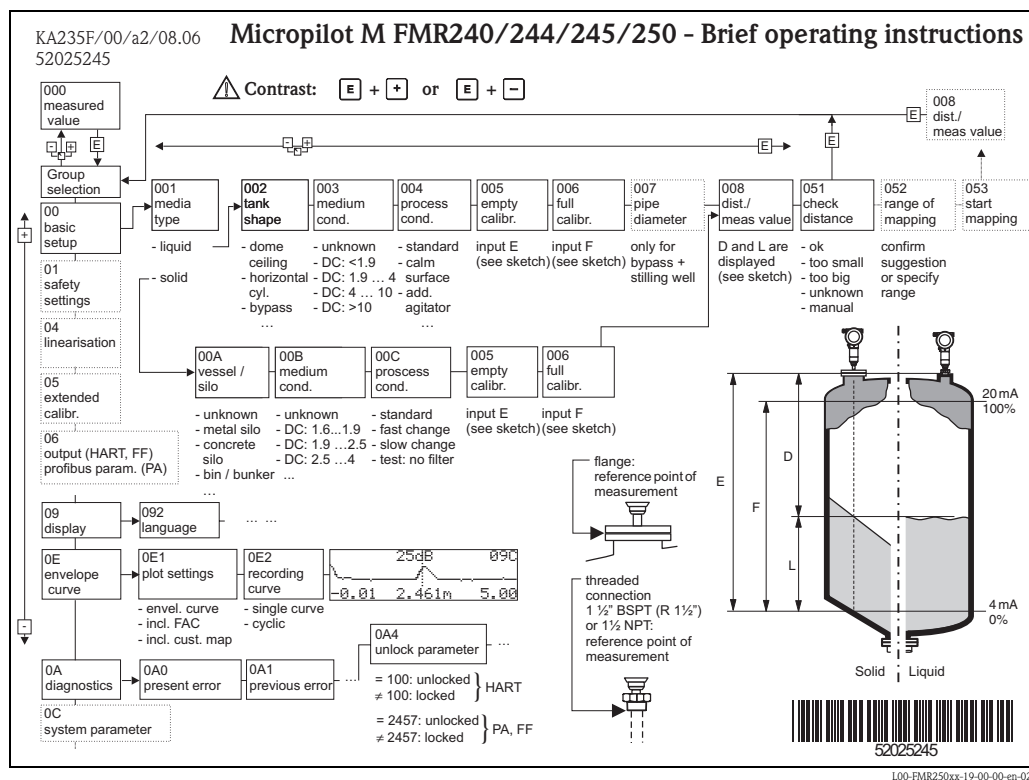 KA235F/00/a2/08.06
52025245
Micropilot M FMR240/244/245/250 - Brief operating instructions
Contrast: E + + or E + -
000
measured
value
- +
E
Group
selection
- +
E
E
E
008
dist./
meas value
00
basic
setup
001
media
type
- liquid
- solid
002
tank
shape
- dome
ceiling
- horizontal
cyl.
- bypass
...
003
medium
cond.
- unknown
- DC: <1.9
- DC: 1.9 ... 4
- DC: 4 ... 10
- DC: >10
004
process
cond.
- standard
- calm
surface
- add.
agitator
...
005
empty
calibr.
input E
(see sketch)
006
full
calibr.
input F
(see sketch)
007
pipe
diameter
only for
bypass +
stilling well
008
dist./
meas value
D and L are
displayed
(see sketch)
051
check
distance
- ok
- too small
- too big
- unknown
- manual
052
range of
mapping
confirm
suggestion
or specify
range
053
start
mapping
+
-
01
safety
settings
04
linearisation
05
extended
calibr.
06
output (HART, FF)
profibus param. (PA)
00A
vessel /
silo
- unknown
- metal silo
- concrete
silo
- bin / bunker
...
00B
medium
cond.
- unknown
- DC: 1.6...1.9
- DC: 1.9 ...2.5
- DC: 2.5 ...4
...
00C
proscess
cond.
- standard
- fast change
- slow change
- test: no filter
005
empty
calibr.
input E
(see sketch)
006
full
calibr.
input F
(see sketch)
09
display
092
language
... ...
0E
envelope
curve
0E1
plot settings
- envel. curve
- incl. FAC
- incl. cust. map
0E2
recording
curve
- single curve
- cyclic
25dB 09C
-0.01 2.461m 5.00
0A
diagnostics
0A0
present error
0A1
previous error
...
0A4
unlock parameter
...
= 100: unlocked
≠ 100: locked
HART
= 2457: unlocked
≠ 2457: locked
PA, FF
0C
system parameter
flange:
reference point of
measurement
threaded
connection
1 ½” BSPT (R 1½”)
or 1½ NPT:
reference point of
measurement
20 mA
100%
D
E
F
L
4 mA
0%
Solid
Liquid
52025245
L00-FMR250xx-19-00-00-en-02